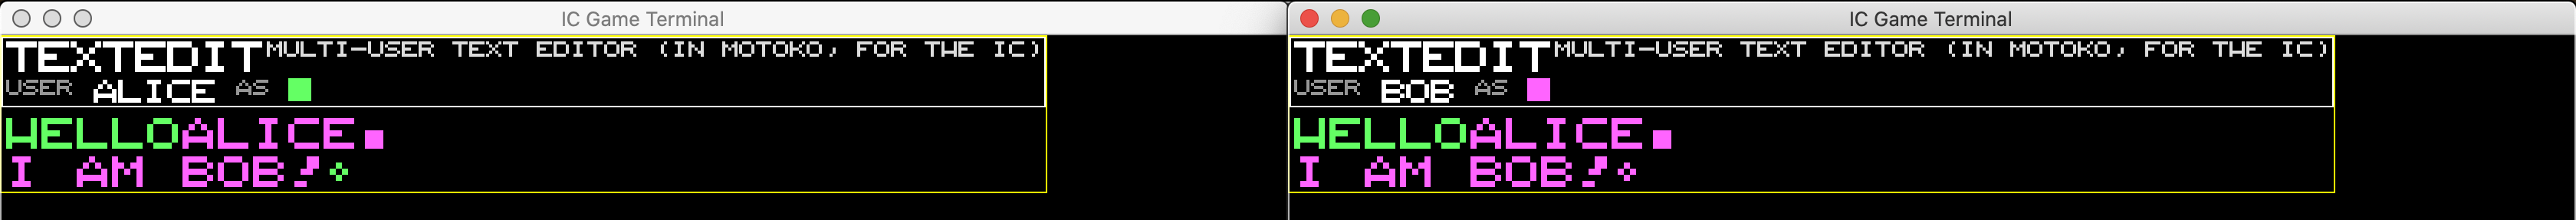 IC Game Terminal
TEXTEDIT MULTI-USER TEXT EDITOR (IN MOTOKO, FOR THE IC)
USER ALICE AS
HELLOALICE.
I AM BOB!
IC Game Terminal
TEXTEDIT MULTI-USER TEXT EDITOR (IN MOTOKO, FOR THE IC)
USER BOB AS
HELLOALICE.
I AM BOB!